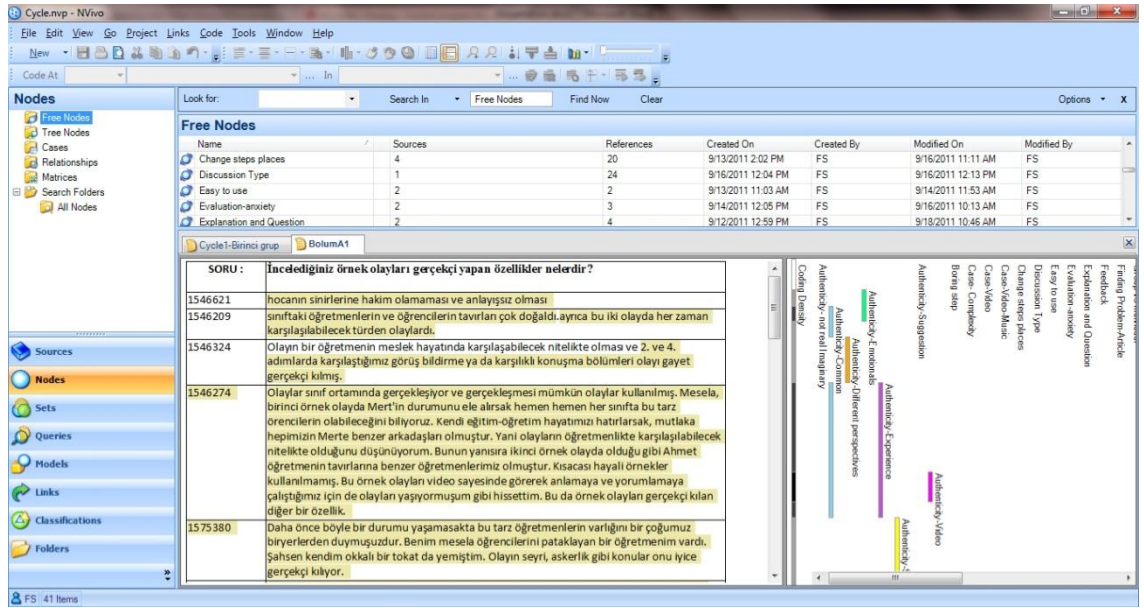 Cycle.nvp - NVivo
File Edit View Go Project Links Code Tools Window Help
New
Code At In
Nodes
Look for: Search In Free Nodes Find Now Clear Options X
Free Nodes
Tree Nodes
Cases
Relationships
Matrices
Search Folders
All Nodes
Free Nodes
Name Sources References Created On Created By Modified On Modified By
Change steps places 4 20 9/13/2011 2:02 PM FS 9/16/2011 11:11 AM FS
Discussion Type 1 24 9/16/2011 12:04 PM FS 9/16/2011 12:13 PM FS
Easy to use 2 2 9/13/2011 11:03 AM FS 9/14/2011 11:53 AM FS
Evaluation-anxiety 2 3 9/14/2011 12:05 PM FS 9/16/2011 10:13 AM FS
Explanation and Question 2 4 9/12/2011 12:59 PM FS 9/18/2011 10:46 AM FS
Cycle1-Birinci grup BolumA1
SORU : İncelediğiniz örnek olayları gerçekçi yapan özellikler nelerdir?
1546621 hocanın sinirlerine hakim olamaması ve anlayışsız olması
1546209 sınıftaki öğretmenlerin ve öğrencilerin tavırları çok doğaldı.ayrıca bu iki olayda her zaman
karşılaşılabilecek türden olaylardı.
1546324 Olayın bir öğretmenin meslek hayatında karşılaşabilecek nitelikte olması ve 2. ve 4.
adımlarda karşılaştığımız görüş bildirme ya da karşılıklı konuşma bölümleri olayı gayet
gerçekçi kılmış.
1546274 Olaylar sınıf ortamında gerçekleşiyor ve gerçekleşmesi mümkün olaylar kullanılmış. Mesela,
birinci örnek olayda Mert'in durumunu ele alırsak hemen hemen her sınıfta bu tarz
örencilerin olabileceğini biliyoruz. Kendi eğitim-öğretim hayatımızı hatırlarsak, mutlaka
hepimizin Merte benzer arkadaşları olmuştur. Yani olayların öğretmenlikte karşılaşılabilecek
nitelikte olduğunu düşünüyorum. Bunun yanısıra ikinci örnek olayda olduğu gibi Ahmet
öğretmenin tavırlarına benzer öğretmenlerimiz olmuştur. Kısacası hayali örnekler
kullanılmamış. Bu örnek olayları video sayesinde görerek anlamaya ve yorumlamaya
çalıştığımız için de olayları yaşıyormuşum gibi hissettim. Bu da örnek olayları gerçekçi kılan
diğer bir özellik.
1575380 Daha önce böyle bir durumu yaşamasakta bu tarz öğretmenlerin varlığını bir çoğumuz
biryerlerden duymuşuzdur. Benim mesela öğrencilerini pataklayan bir öğretmenim vardı.
Şahsen kendim okkalı bir tokat da yemiştim. Olayın seyri, askerlik gibi konular onu iyice
gerçekçi kılıyor.
Coding Density
Authenticity- not real Imaginary
Authenticity-Common
Authenticity-Different perspectives
Authenticity-Emotionals
Authenticity-Experience
Authenticity-S
Authenticity-Suggestion
Authenticity-Video
Boring step
Case- Complexity
Case-Video
Case-Video-Music
Change steps places
Discussion Type
Easy to use
Evaluation-anxiety
Explanation and Question
Feedback
Finding Problem-Article
Sources
Nodes
Sets
Queries
Models
Links
Classifications
Folders
FS 41 Items